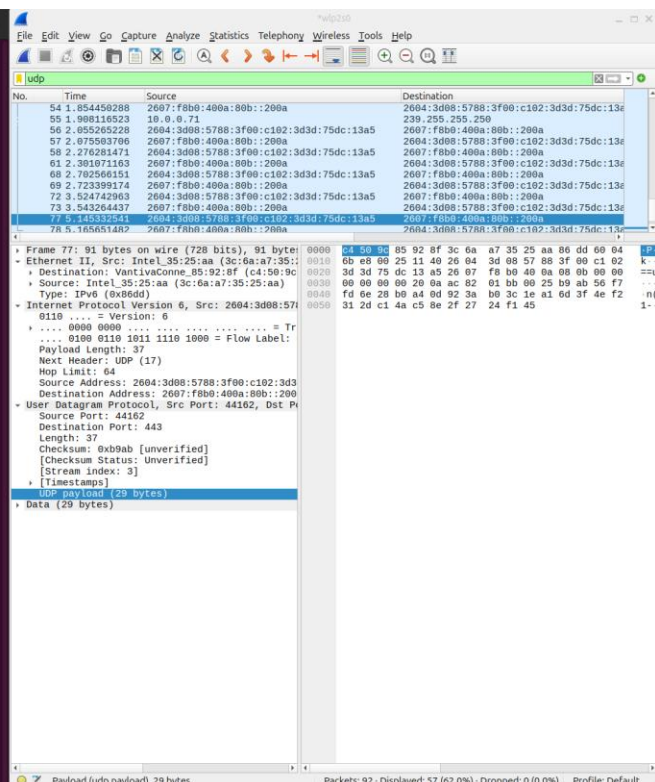 *wlp2s0
File Edit View Go Capture Analyze Statistics Telephony Wireless Tools Help
udp
No. Time Source Destination
54 1.854450288 2607:f8b0:400a:80b::200a 2604:3d08:5788:3f00:c102:3d3d:75dc:13a
55 1.908116523 10.0.0.71 239.255.255.250
56 2.055265228 2604:3d08:5788:3f00:c102:3d3d:75dc:13a5 2607:f8b0:400a:80b::200a
57 2.075503706 2607:f8b0:400a:80b::200a 2604:3d08:5788:3f00:c102:3d3d:75dc:13a
58 2.276281471 2604:3d08:5788:3f00:c102:3d3d:75dc:13a5 2607:f8b0:400a:80b::200a
61 2.301071163 2607:f8b0:400a:80b::200a 2604:3d08:5788:3f00:c102:3d3d:75dc:13a
68 2.702566151 2604:3d08:5788:3f00:c102:3d3d:75dc:13a5 2607:f8b0:400a:80b::200a
69 2.723399174 2607:f8b0:400a:80b::200a 2604:3d08:5788:3f00:c102:3d3d:75dc:13a
72 3.524742963 2604:3d08:5788:3f00:c102:3d3d:75dc:13a5 2607:f8b0:400a:80b::200a
73 3.543264437 2607:f8b0:400a:80b::200a 2604:3d08:5788:3f00:c102:3d3d:75dc:13a
77 5.145332541 2604:3d08:5788:3f00:c102:3d3d:75dc:13a5 2607:f8b0:400a:80b::200a
78 5.165651482 2607:f8b0:400a:80b::200a 2604:3d08:5788:3f00:c102:3d3d:75dc:13a
Frame 77: 91 bytes on wire (728 bits), 91 byte
Ethernet II, Src: Intel_35:25:aa (3c:6a:a7:35:
Destination: VantivaConne_85:92:8f (c4:50:9c
Source: Intel_35:25:aa (3c:6a:a7:35:25:aa)
Type: IPv6 (0x86dd)
Internet Protocol Version 6, Src: 2604:3d08:57
0110 .... = Version: 6
.... 0000 0000 .... .... .... .... .... = Tr
.... 0100 0110 1011 1110 1000 = Flow Label:
Payload Length: 37
Next Header: UDP (17)
Hop Limit: 64
Source Address: 2604:3d08:5788:3f00:c102:3d3
Destination Address: 2607:f8b0:400a:80b::200
User Datagram Protocol, Src Port: 44162, Dst Po
Source Port: 44162
Destination Port: 443
Length: 37
Checksum: 0xb9ab [unverified]
[Checksum Status: Unverified]
[Stream index: 3]
[Timestamps]
UDP payload (29 bytes)
Data (29 bytes)
0000 c4 50 9c 85 92 8f 3c 6a a7 35 25 aa 86 dd 60 04 ·P
0010 6b e8 00 25 11 40 26 04 3d 08 57 88 3f 00 c1 02 k·
0020 3d 3d 75 dc 13 a5 26 07 f8 b0 40 0a 08 0b 00 00 ==u
0030 00 00 00 00 20 0a ac 82 01 bb 00 25 b9 ab 56 f7 ···
0040 fd 6e 28 b0 a4 0d 92 3a b0 3c 1e a1 6d 3f 4e f2 ·n(
0050 31 2d c1 4a c5 8e 2f 27 24 f1 45 1-
Payload (udp.payload), 29 bytes Packets: 92 · Displayed: 57 (62.0%) · Dropped: 0 (0.0%) Profile: Default